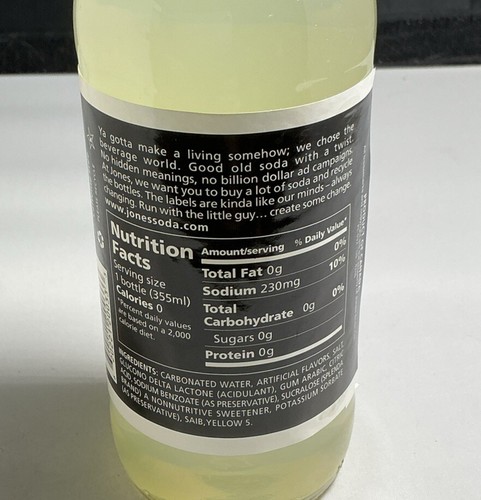 Ya gotta make a living somehow; we chose the
beverage world. Good old soda with a twist.
No hidden meanings, no billion dollar ad campaigns.
At Jones, we want you to buy a lot of soda and recycle
the bottles. The labels are kinda like our minds – always
changing. Run with the little guy... create some change.
www.jonessoda.com
Nutrition
Facts
Serving size
1 bottle (355ml)
Calories 0
*Percent daily values
are based on a 2,000
calorie diet.
Amount/serving % Daily Value*
Total Fat 0g 0%
Sodium 230mg 10%
Total
Carbohydrate 0g 0%
Sugars 0g
Protein 0g
INGREDIENTS: CARBONATED WATER, ARTIFICIAL FLAVORS, SALT,
GLUCONO DELTA LACTONE (ACIDULANT), GUM ARABIC, CITRIC
ACID, SODIUM BENZOATE (AS PRESERVATIVE), SUCRALOSE (SPLENDA
BRAND) A NONNUTRITIVE SWEETENER, POTASSIUM SORBATE
(AS PRESERVATIVE), SAIB, YELLOW 5.